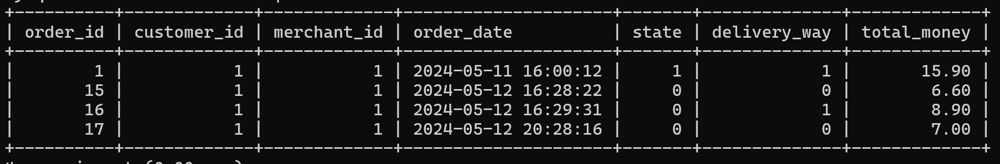 +----------+-------------+-------------+---------------------+-------+--------------+-------------+
| order_id | customer_id | merchant_id | order_date          | state | delivery_way | total_money |
+----------+-------------+-------------+---------------------+-------+--------------+-------------+
|        1 |           1 |           1 | 2024-05-11 16:00:12 |     1 |            1 |       15.90 |
|       15 |           1 |           1 | 2024-05-12 16:28:22 |     0 |            0 |        6.60 |
|       16 |           1 |           1 | 2024-05-12 16:29:31 |     0 |            1 |        8.90 |
|       17 |           1 |           1 | 2024-05-12 20:28:16 |     0 |            0 |        7.00 |
+----------+-------------+-------------+---------------------+-------+--------------+-------------+